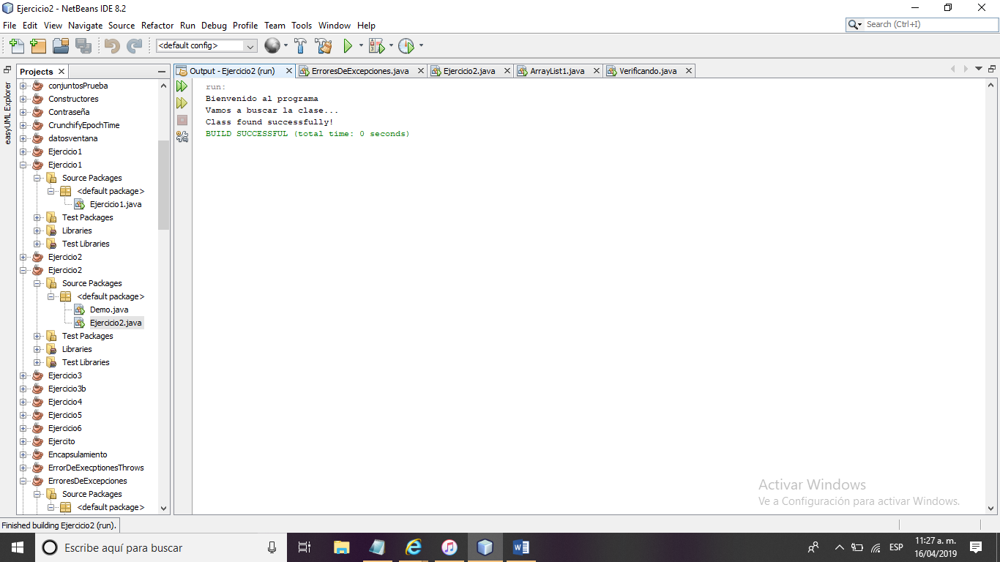 Ejercicio2 - NetBeans IDE 8.2
File Edit View Navigate Source Refactor Run Debug Profile Team Tools Window Help
Search (Ctrl+I)
<default config>
easyUML Explorer
Projects
conjuntosPrueba
Constructores
Contraseña
CrunchifyEpochTime
datosventana
Ejercicio1
Ejercicio1
Source Packages
<default package>
Ejercicio1.java
Test Packages
Libraries
Test Libraries
Ejercicio2
Ejercicio2
Source Packages
<default package>
Demo.java
Ejercicio2.java
Test Packages
Libraries
Test Libraries
Ejercicio3
Ejercicio3b
Ejercicio4
Ejercicio5
Ejercicio6
Ejercito
Encapsulamiento
ErrorDeExecptionesThrows
ErroresDeExcepciones
Source Packages
<default package>
Output - Ejercicio2 (run) ErroresDeExcepciones.java Ejercicio2.java ArrayList1.java Verificando.java
run:
Bienvenido al programa
Vamos a buscar la clase...
Class found successfully!
BUILD SUCCESSFUL (total time: 0 seconds)
Activar Windows
Ve a Configuración para activar Windows.
Finished building Ejercicio2 (run).
Escribe aquí para buscar
ESP
11:27 a. m.
16/04/2019